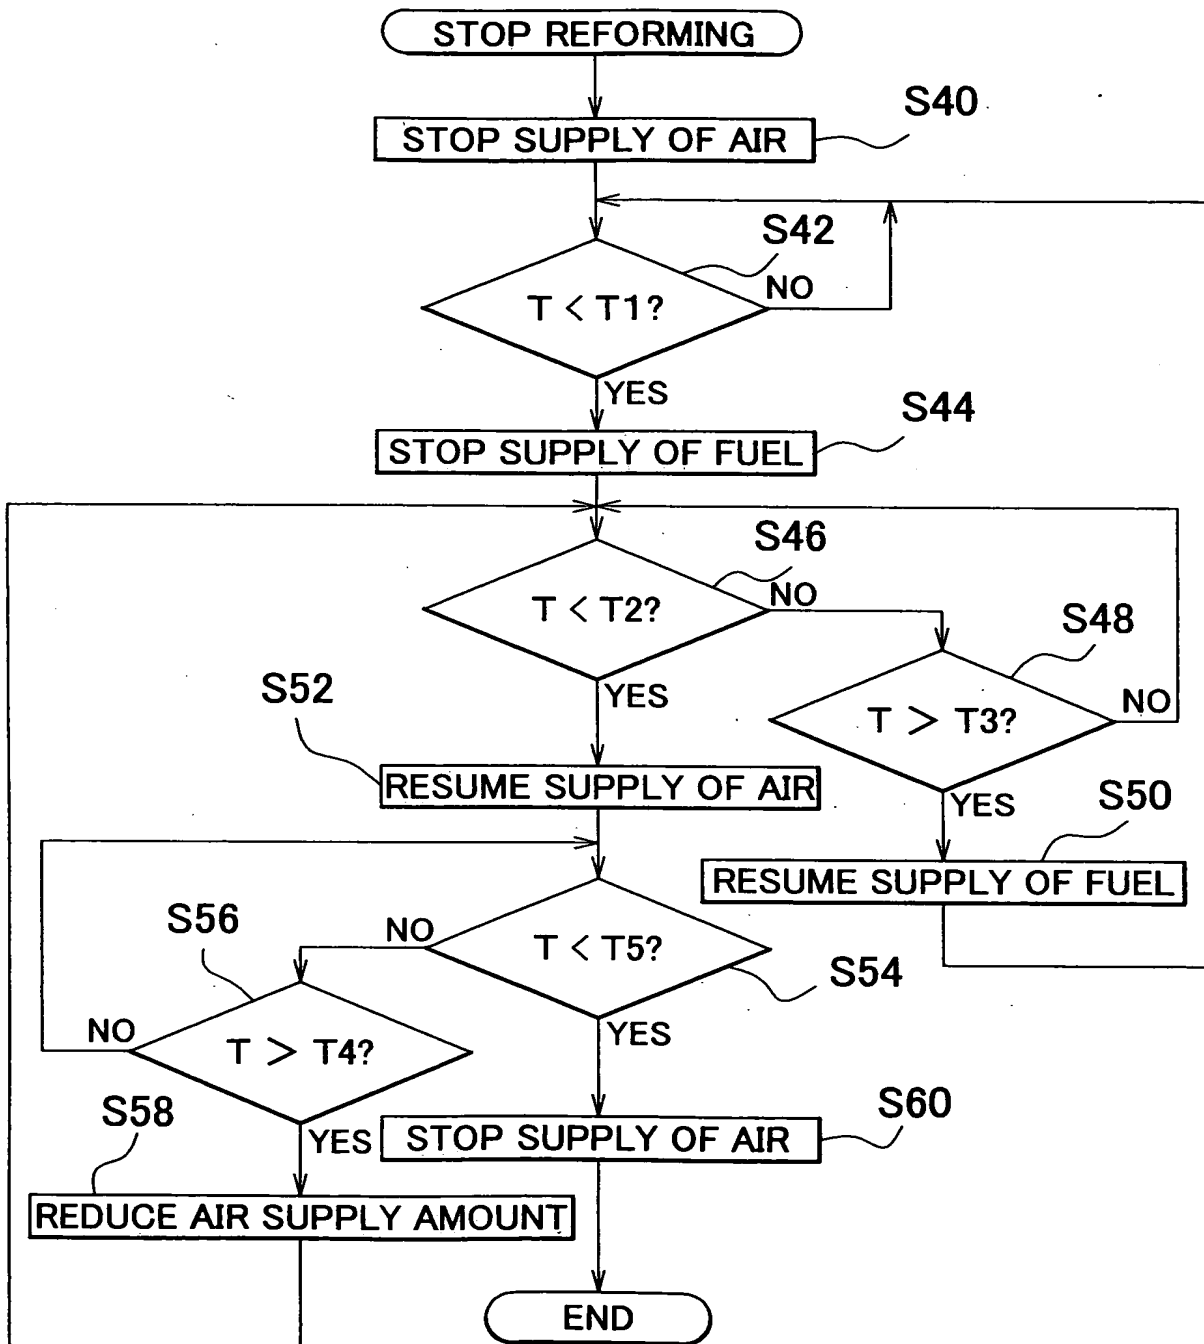 STOP REFORMING
S40
STOP SUPPLY OF AIR
S42
T < T1?
NO
YES
S44
STOP SUPPLY OF FUEL
S46
T < T2?
NO
YES
S48
T > T3?
NO
YES
S52
RESUME SUPPLY OF AIR
S50
RESUME SUPPLY OF FUEL
S56
NO
T < T5?
S54
YES
NO
T > T4?
YES
S58
S60
STOP SUPPLY OF AIR
REDUCE AIR SUPPLY AMOUNT
END